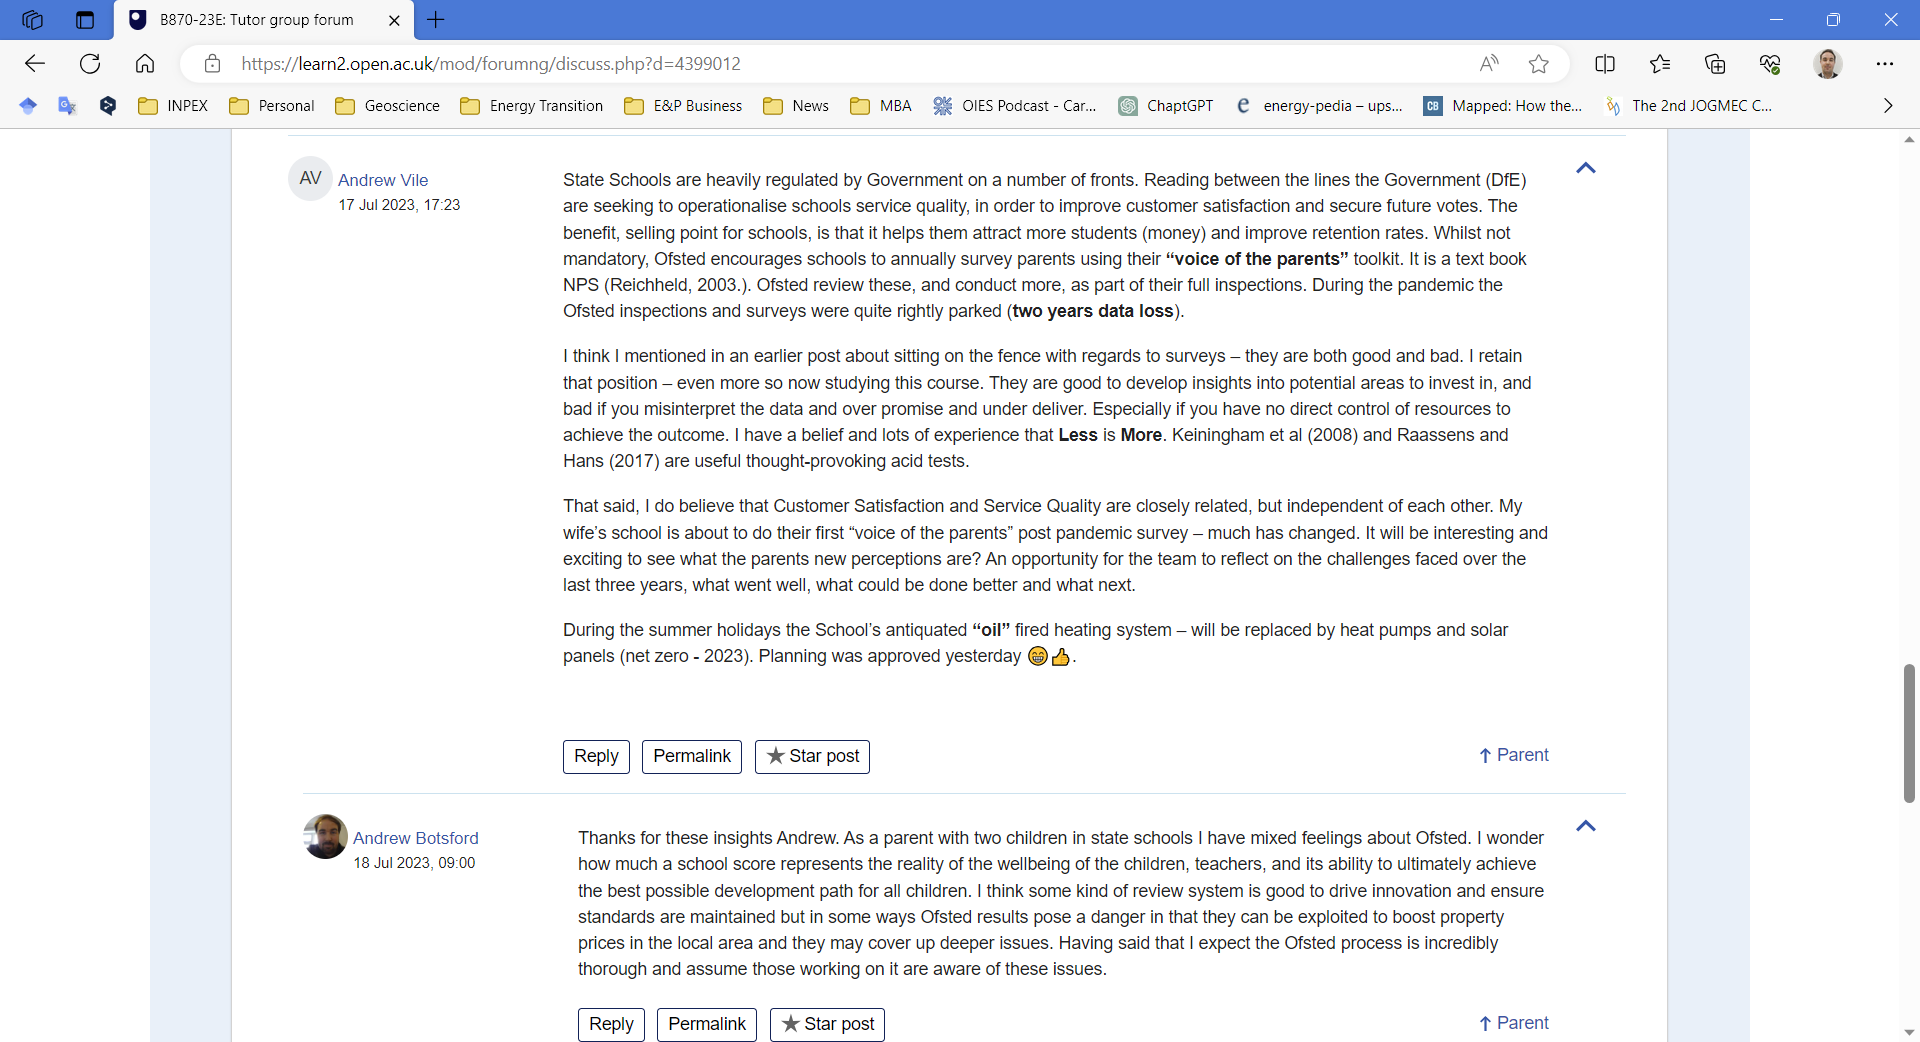 B870-23E: Tutor group forum
https://learn2.open.ac.uk/mod/forumng/discuss.php?d=4399012
INPEX Personal Geoscience Energy Transition E&P Business News MBA OIES Podcast - Car... ChaptGPT energy-pedia – ups... CB Mapped: How the... The 2nd JOGMEC C...
AV
Andrew Vile
17 Jul 2023, 17:23
State Schools are heavily regulated by Government on a number of fronts. Reading between the lines the Government (DfE)
are seeking to operationalise schools service quality, in order to improve customer satisfaction and secure future votes. The
benefit, selling point for schools, is that it helps them attract more students (money) and improve retention rates. Whilst not
mandatory, Ofsted encourages schools to annually survey parents using their “voice of the parents” toolkit. It is a text book
NPS (Reichheld, 2003.). Ofsted review these, and conduct more, as part of their full inspections. During the pandemic the
Ofsted inspections and surveys were quite rightly parked (two years data loss).
I think I mentioned in an earlier post about sitting on the fence with regards to surveys – they are both good and bad. I retain
that position – even more so now studying this course. They are good to develop insights into potential areas to invest in, and
bad if you misinterpret the data and over promise and under deliver. Especially if you have no direct control of resources to
achieve the outcome. I have a belief and lots of experience that Less is More. Keiningham et al (2008) and Raassens and
Hans (2017) are useful thought-provoking acid tests.
That said, I do believe that Customer Satisfaction and Service Quality are closely related, but independent of each other. My
wife’s school is about to do their first “voice of the parents” post pandemic survey – much has changed. It will be interesting and
exciting to see what the parents new perceptions are? An opportunity for the team to reflect on the challenges faced over the
last three years, what went well, what could be done better and what next.
During the summer holidays the School’s antiquated “oil” fired heating system – will be replaced by heat pumps and solar
panels (net zero - 2023). Planning was approved yesterday 😁👍.
Reply Permalink ★ Star post ↑ Parent
Andrew Botsford
18 Jul 2023, 09:00
Thanks for these insights Andrew. As a parent with two children in state schools I have mixed feelings about Ofsted. I wonder
how much a school score represents the reality of the wellbeing of the children, teachers, and its ability to ultimately achieve
the best possible development path for all children. I think some kind of review system is good to drive innovation and ensure
standards are maintained but in some ways Ofsted results pose a danger in that they can be exploited to boost property
prices in the local area and they may cover up deeper issues. Having said that I expect the Ofsted process is incredibly
thorough and assume those working on it are aware of these issues.
Reply Permalink ★ Star post ↑ Parent